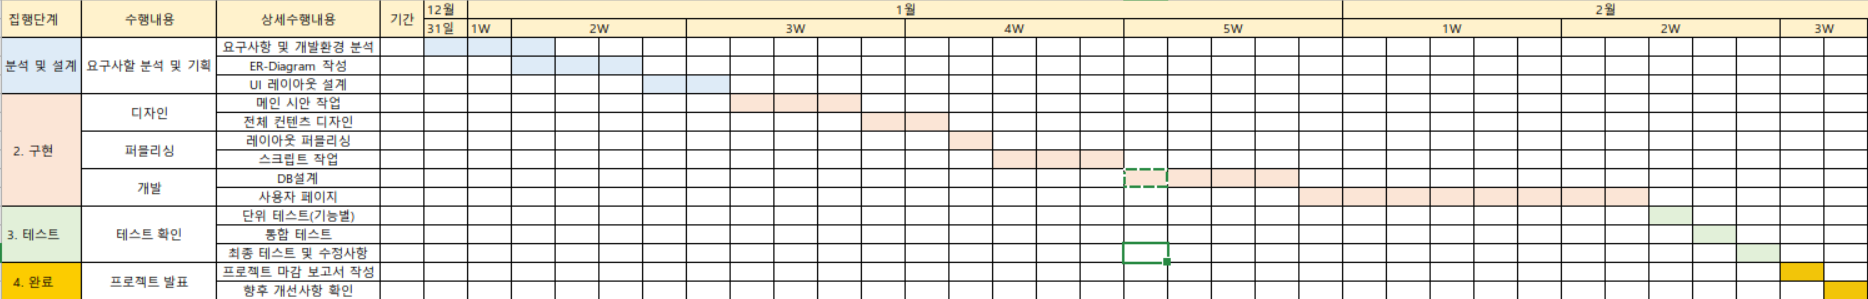 집행단계 수행내용 상세수행내용 기간 12월 1월 2월
31일 1W 2W 3W 4W 5W 1W 2W 3W
분석 및 설계 요구사할 분석 및 기획 요구사항 및 개발환경 분석
ER-Diagram 작성
UI 레이아웃 설계
2. 구현 디자인 메인 시안 작업
전체 컨텐츠 디자인
퍼블리싱 레이아웃 퍼블리싱
스크립트 작업
개발 DB설계
사용자 페이지
3. 테스트 테스트 확인 단위 테스트(기능별)
통합 테스트
최종 테스트 및 수정사항
4. 완료 프로젝트 발표 프로젝트 마감 보고서 작성
향후 개선사항 확인